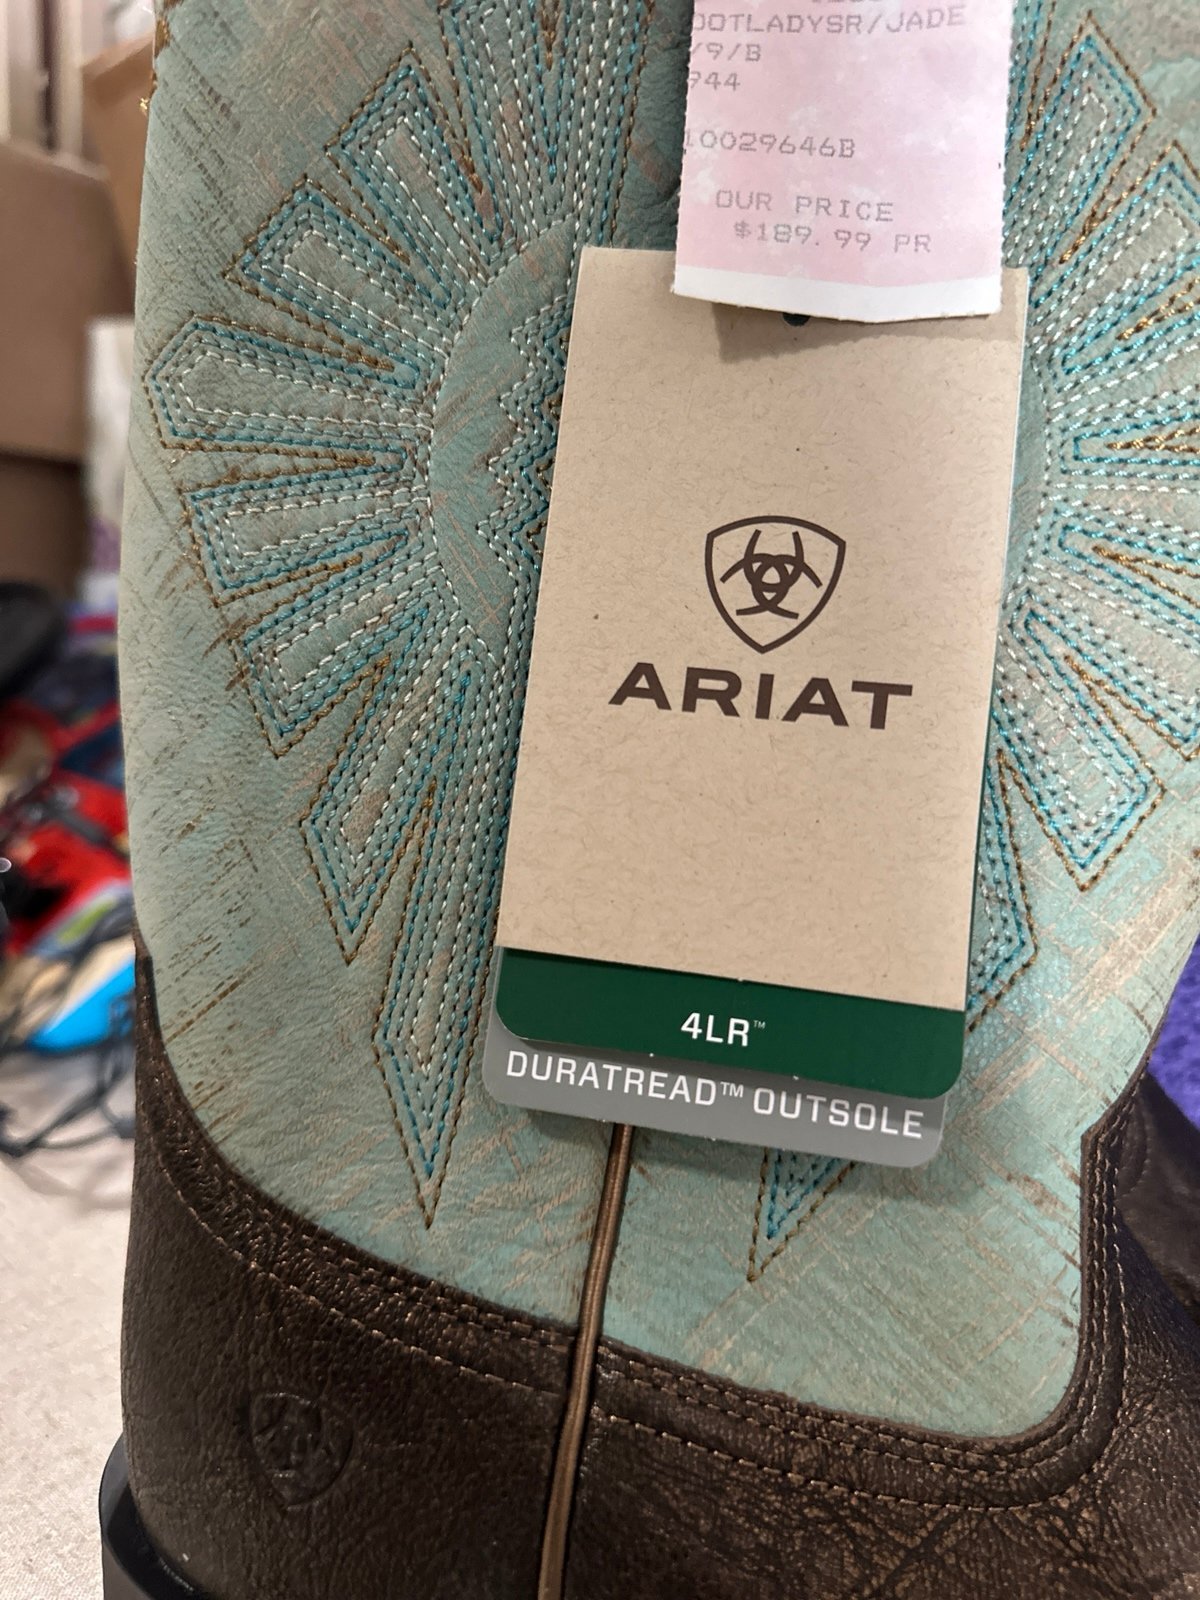 OOTLADYSR/JADE
/9/B
944
10029646B
OUR PRICE
$189.99 PR
ARIAT
4LR™
DURATREAD™ OUTSOLE